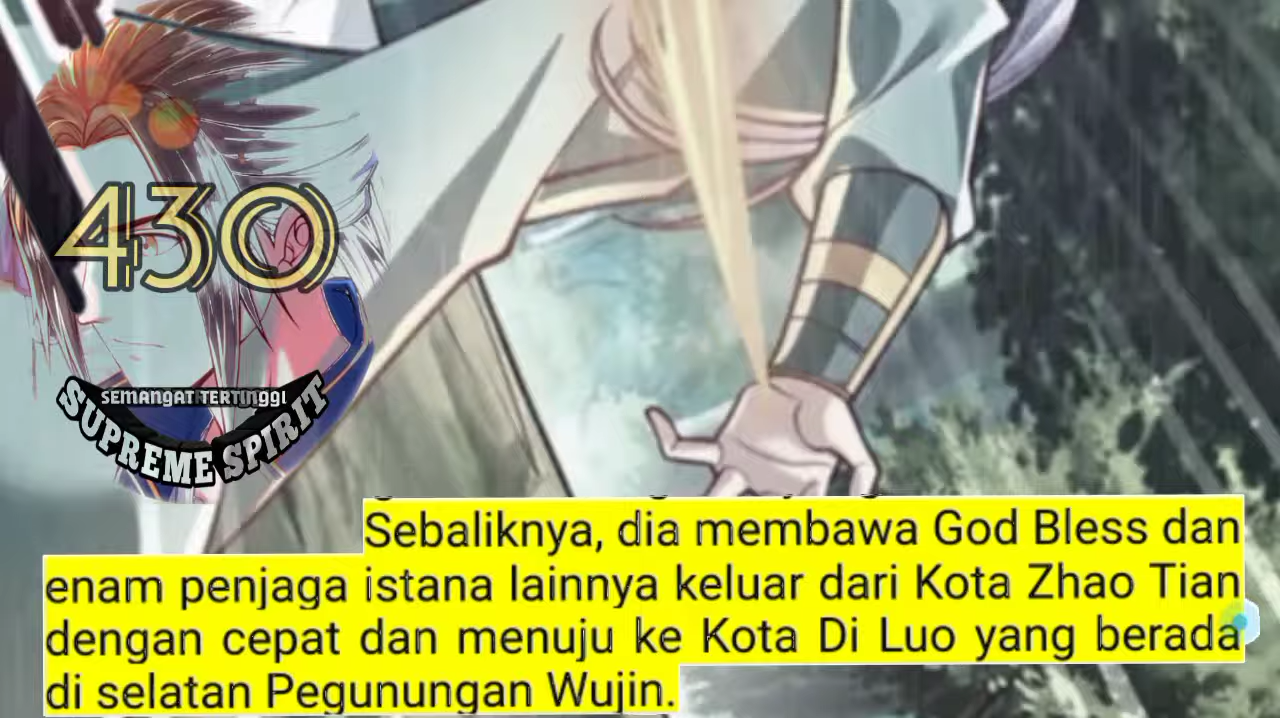 430
SEMANGAT TERTINGGI
SUPREME SPIRIT
Sebaliknya, dia membawa God Bless dan
enam penjaga istana lainnya keluar dari Kota Zhao Tian
dengan cepat dan menuju ke Kota Di Luo yang berada
di selatan Pegunungan Wujin.